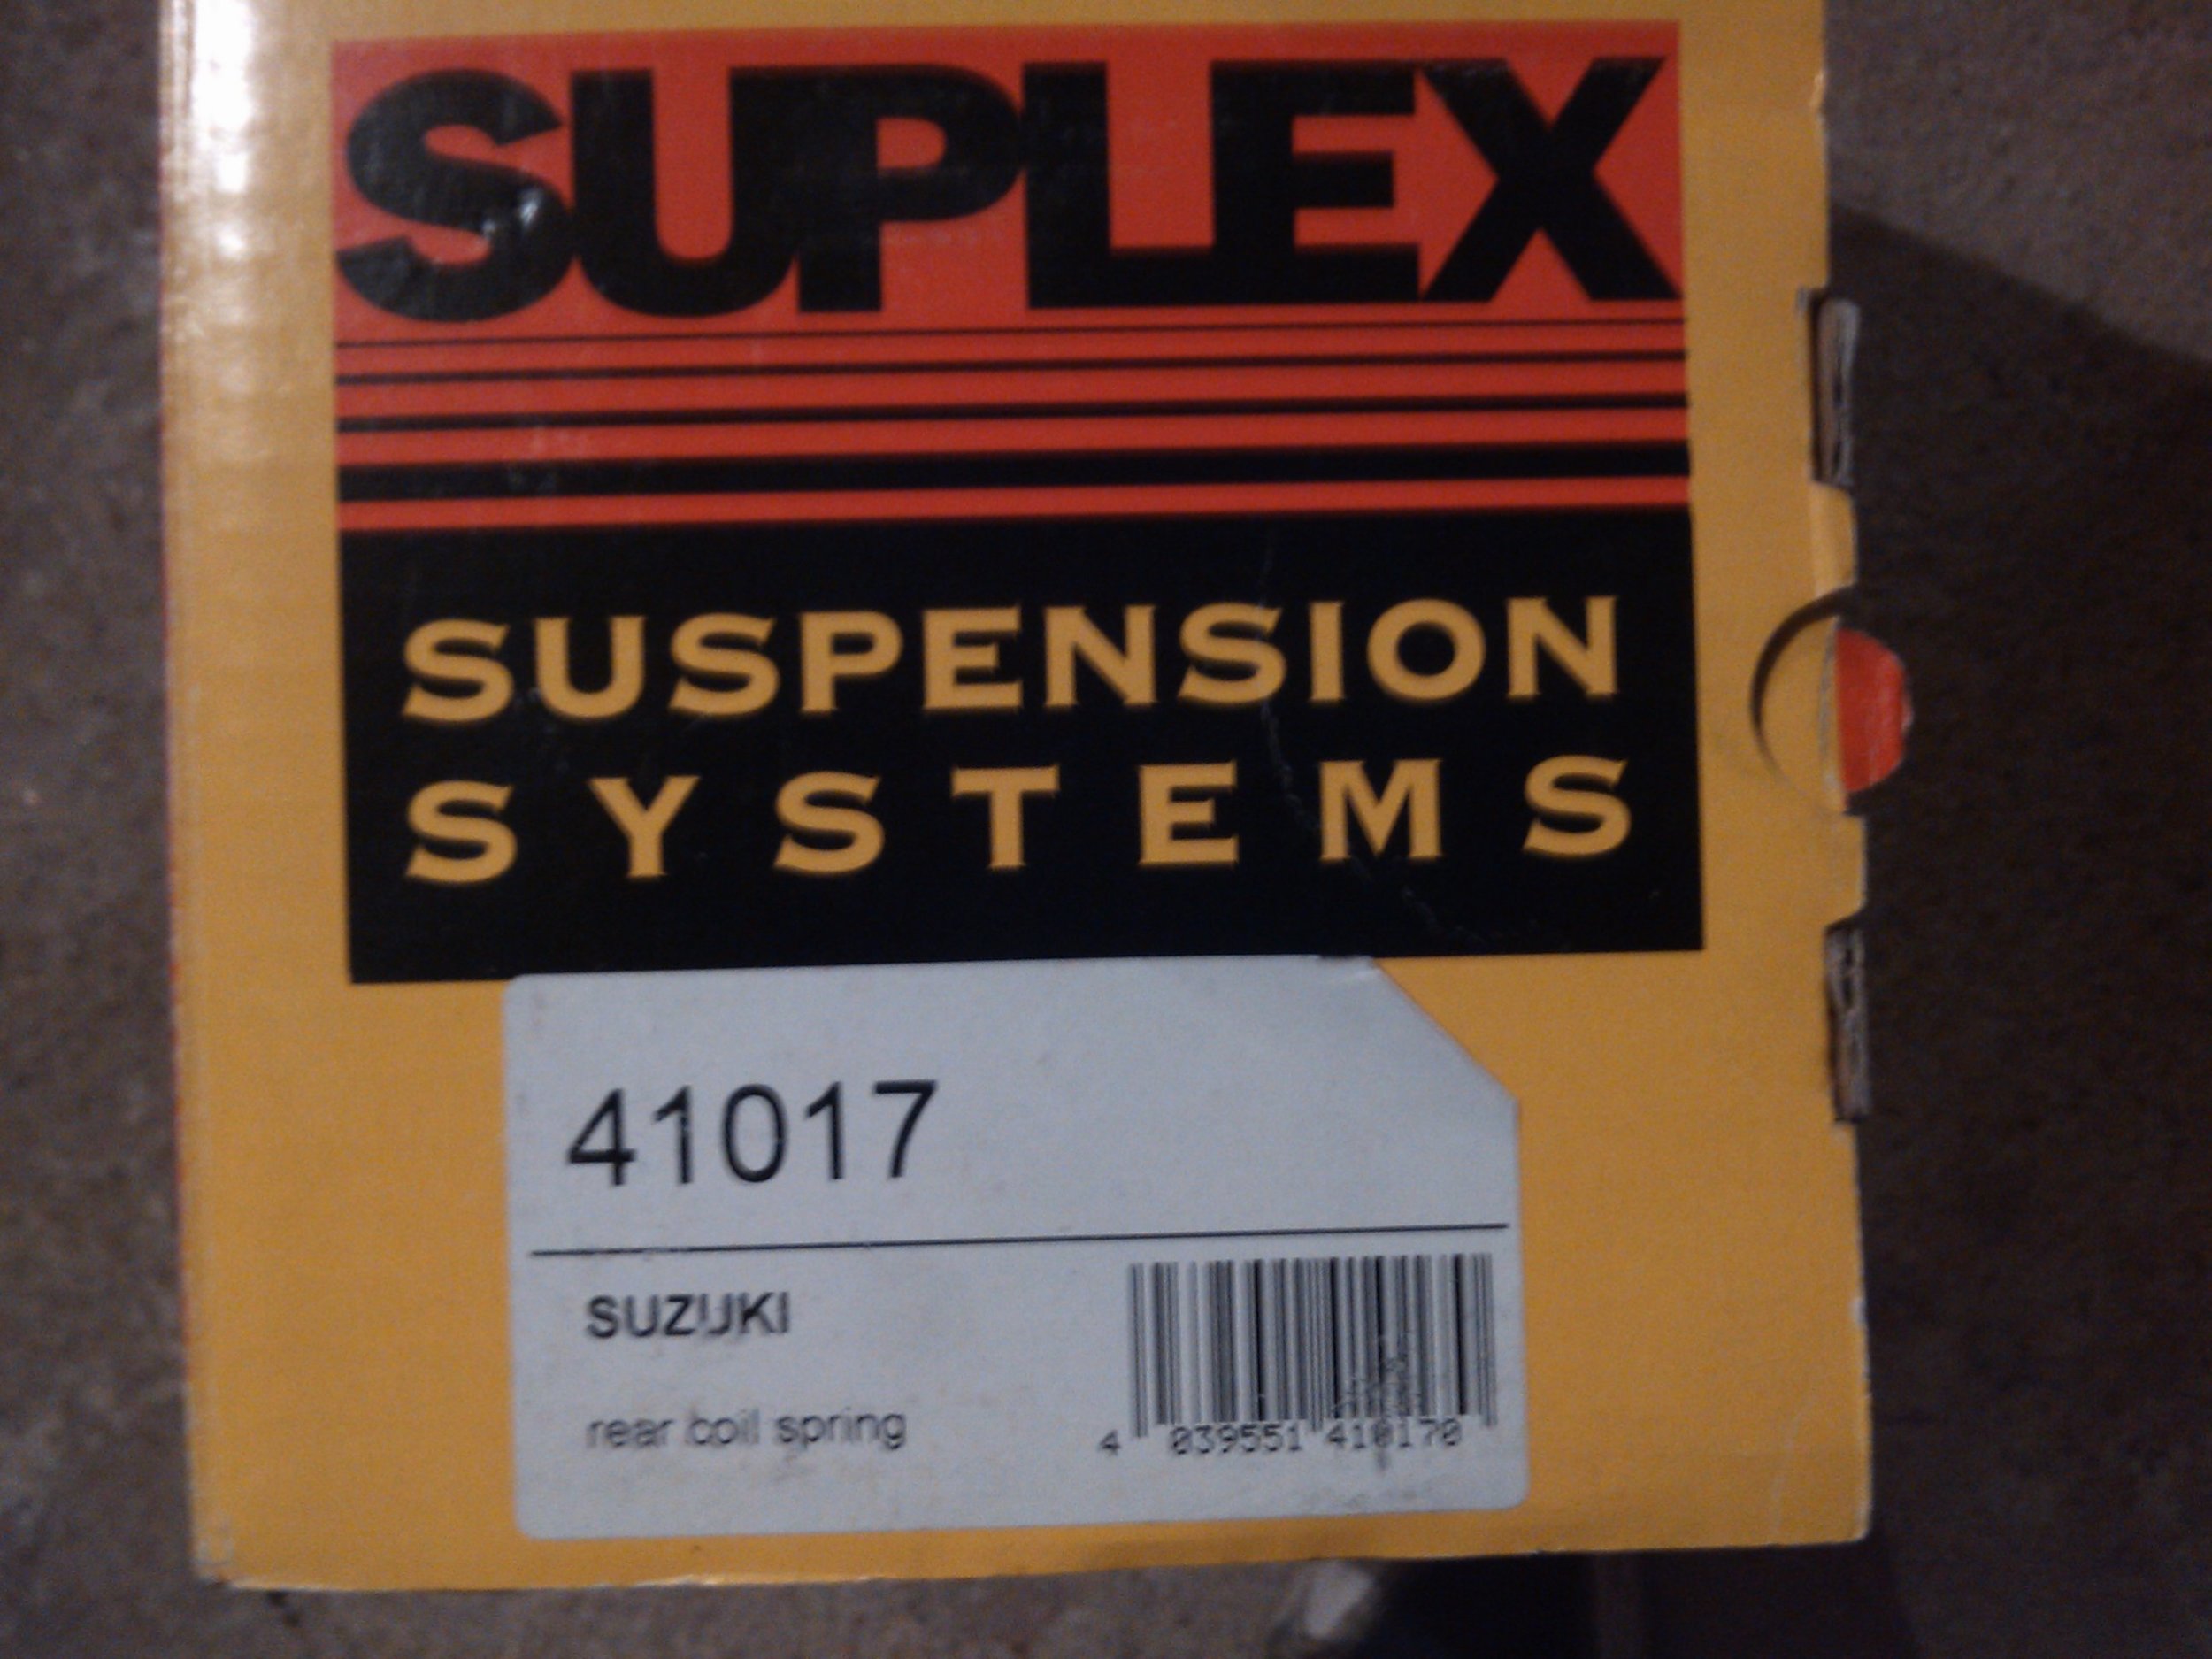 SUPLEX
SUSPENSION
SYSTEMS
41017
SUZUKI
rear coil spring
4 039551 410170